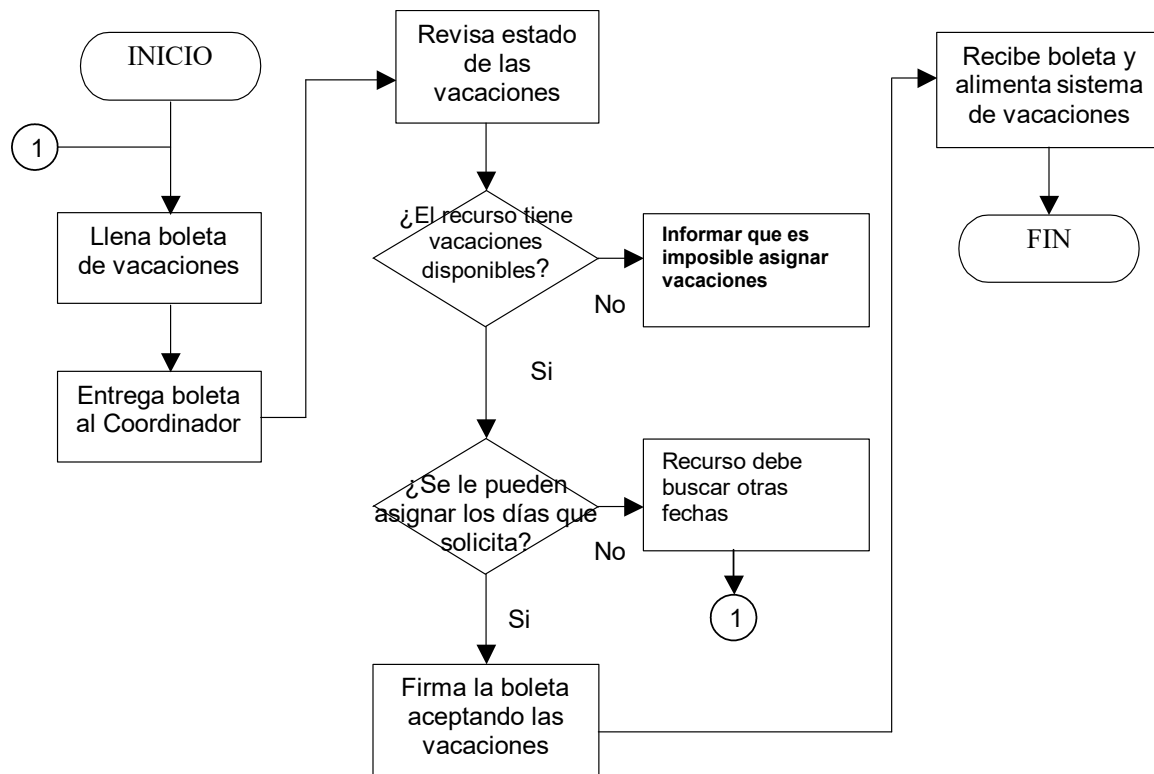 INICIO
1
Llena boleta
de vacaciones
Entrega boleta
al Coordinador
Revisa estado
de las
vacaciones
¿El recurso tiene
vacaciones
disponibles?
No
Informar que es
imposible asignar
vacaciones
Si
¿Se le pueden
asignar los días que
solicita?
No
Recurso debe
buscar otras
fechas
1
Si
Firma la boleta
aceptando las
vacaciones
Recibe boleta y
alimenta sistema
de vacaciones
FIN